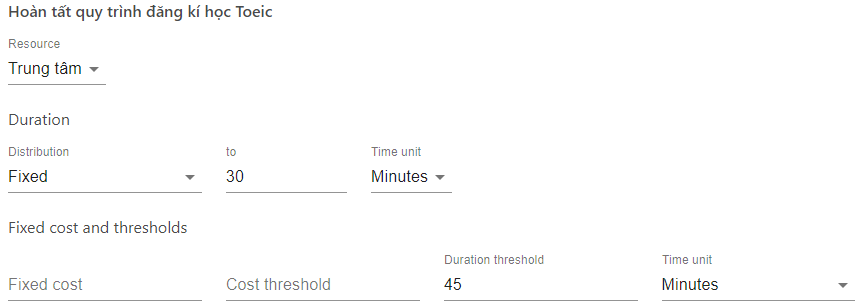 Hoàn tất quy trình đăng kí học Toeic
Resource
Trung tâm
Duration
Distribution to Time unit
Fixed 30 Minutes
Fixed cost and thresholds
Duration threshold Time unit
Fixed cost Cost threshold 45 Minutes